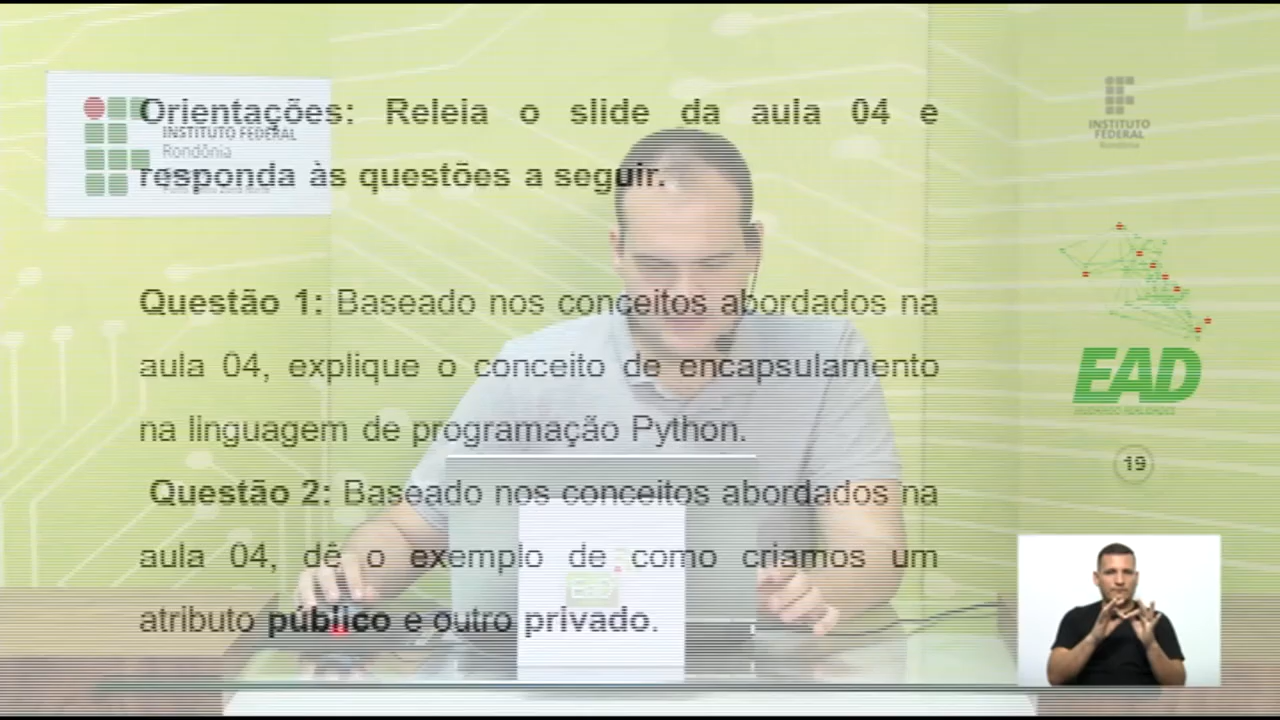 Orientações: Releia o slide da aula 04 e
responda às questões a seguir.
INSTITUTO FEDERAL
Rondônia
INSTITUTO
FEDERAL
Rondônia
Questão 1: Baseado nos conceitos abordados na
aula 04, explique o conceito de encapsulamento
na linguagem de programação Python.
EAD
19
Questão 2: Baseado nos conceitos abordados na
aula 04, dê o exemplo de como criamos um
atributo público e outro privado.
EAD